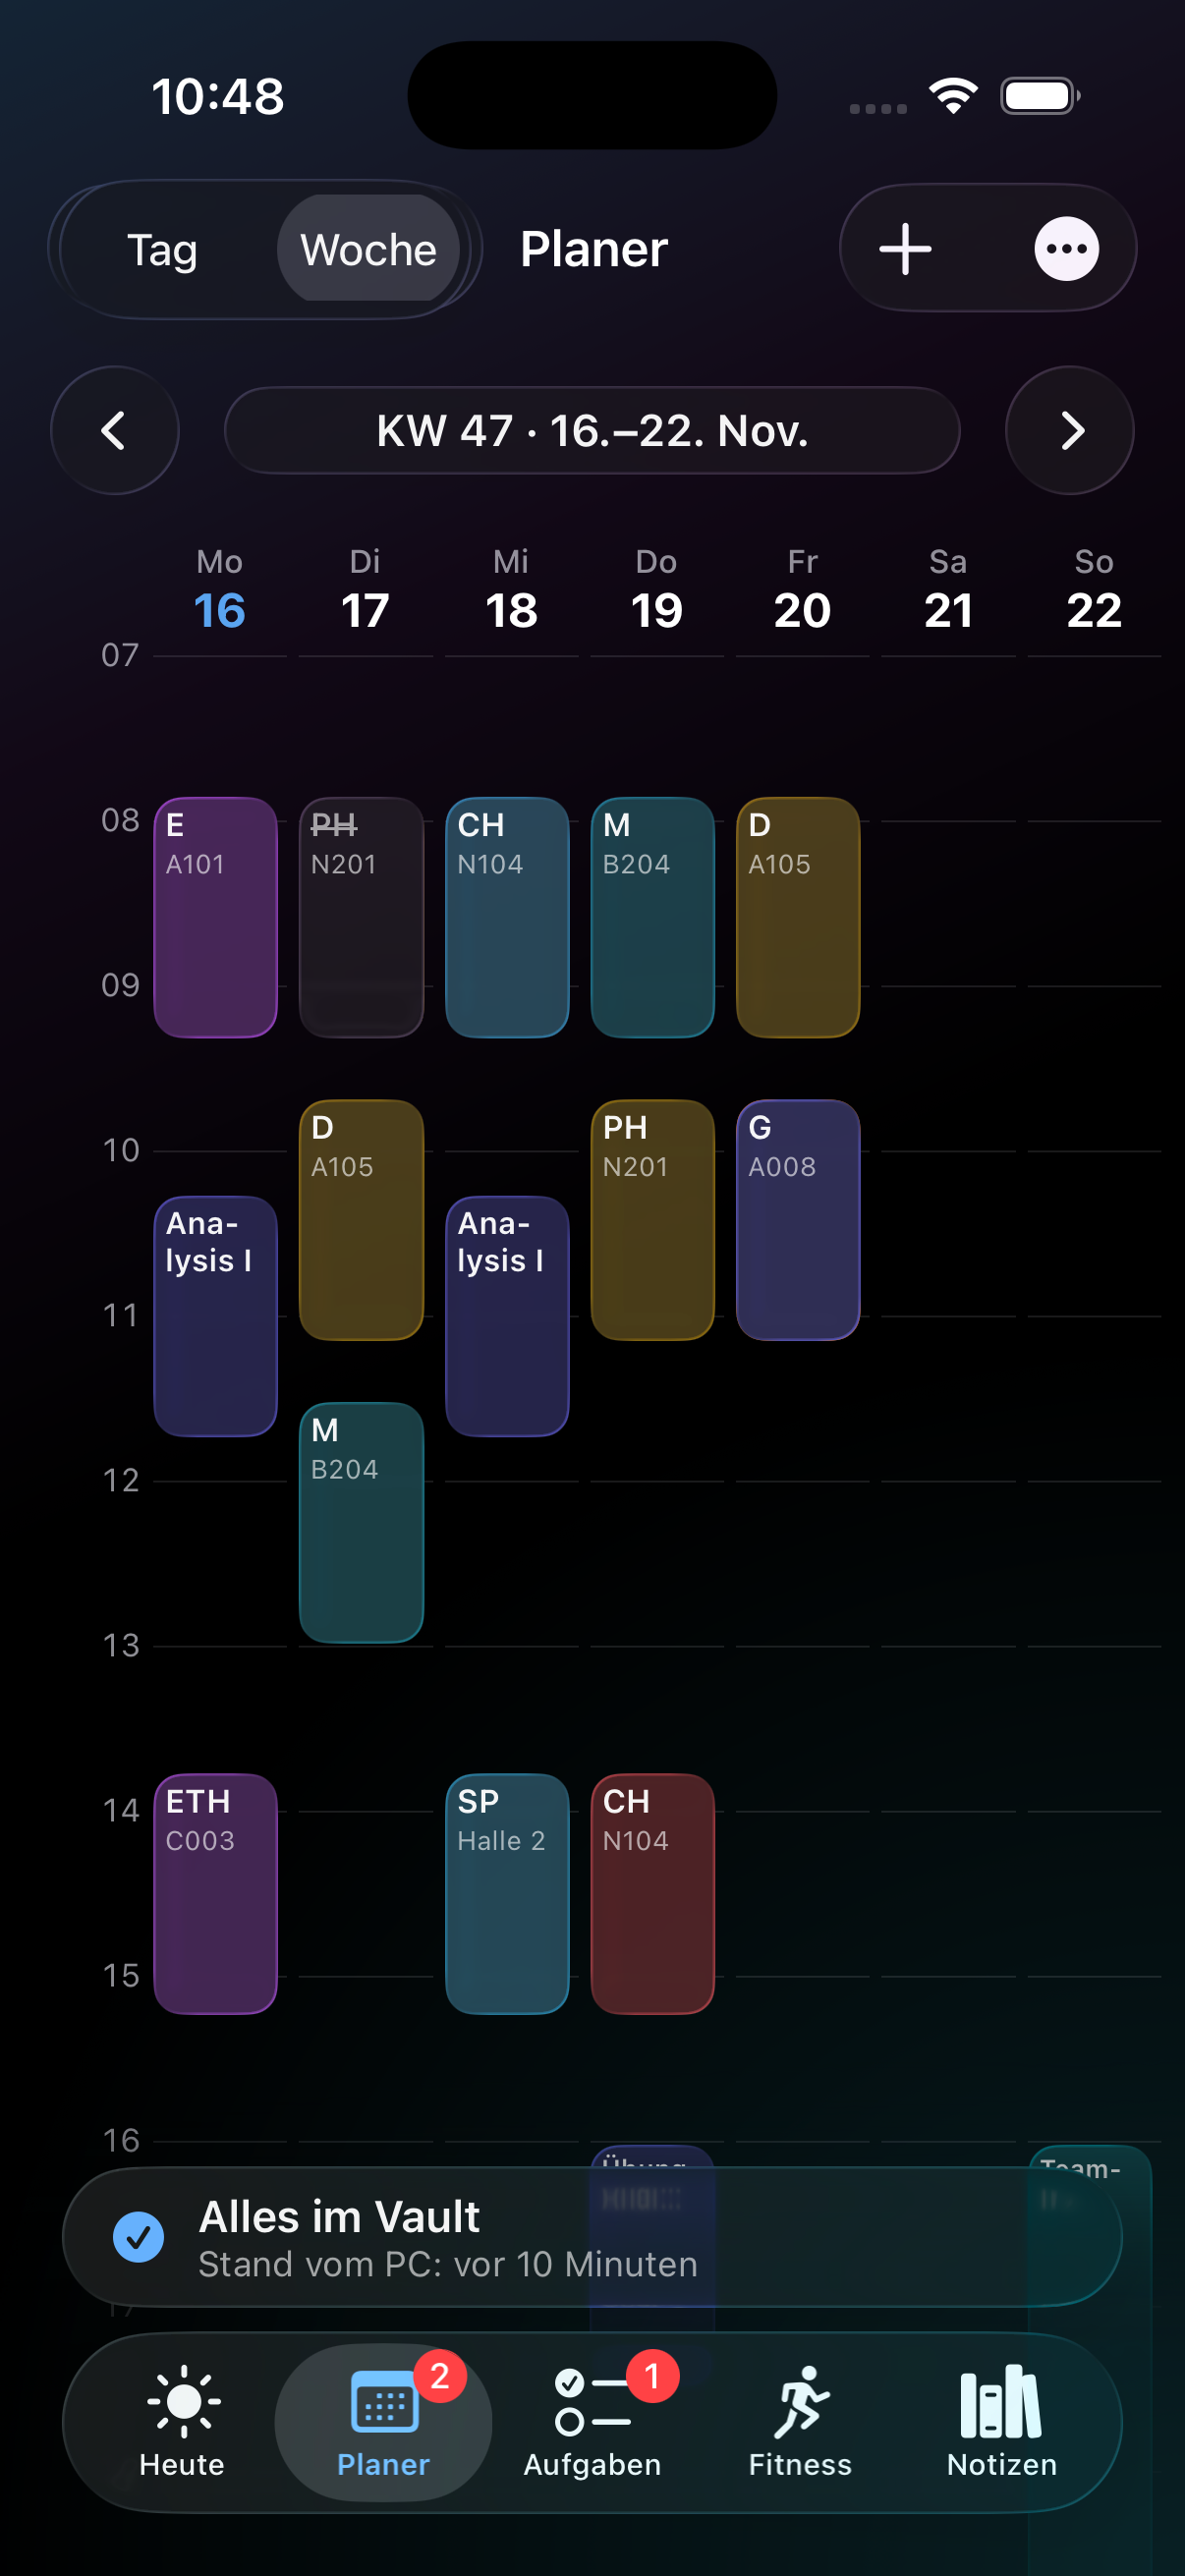 10:48
Tag
Woche
Planer
KW 47 · 16.–22. Nov.
Mo
Di
Mi
Do
Fr
Sa
So
16
17
18
19
20
21
22
07
08
E
A101
PH
N201
CH
N104
M
B204
D
A105
09
10
D
A105
PH
N201
G
A008
Ana-
lysis I
Ana-
lysis I
11
M
B204
12
13
14
ETH
C003
SP
Halle 2
CH
N104
15
16
Übung
Team-
Alles im Vault
Stand vom PC: vor 10 Minuten
17
2
1
Heute
Planer
Aufgaben
Fitness
Notizen